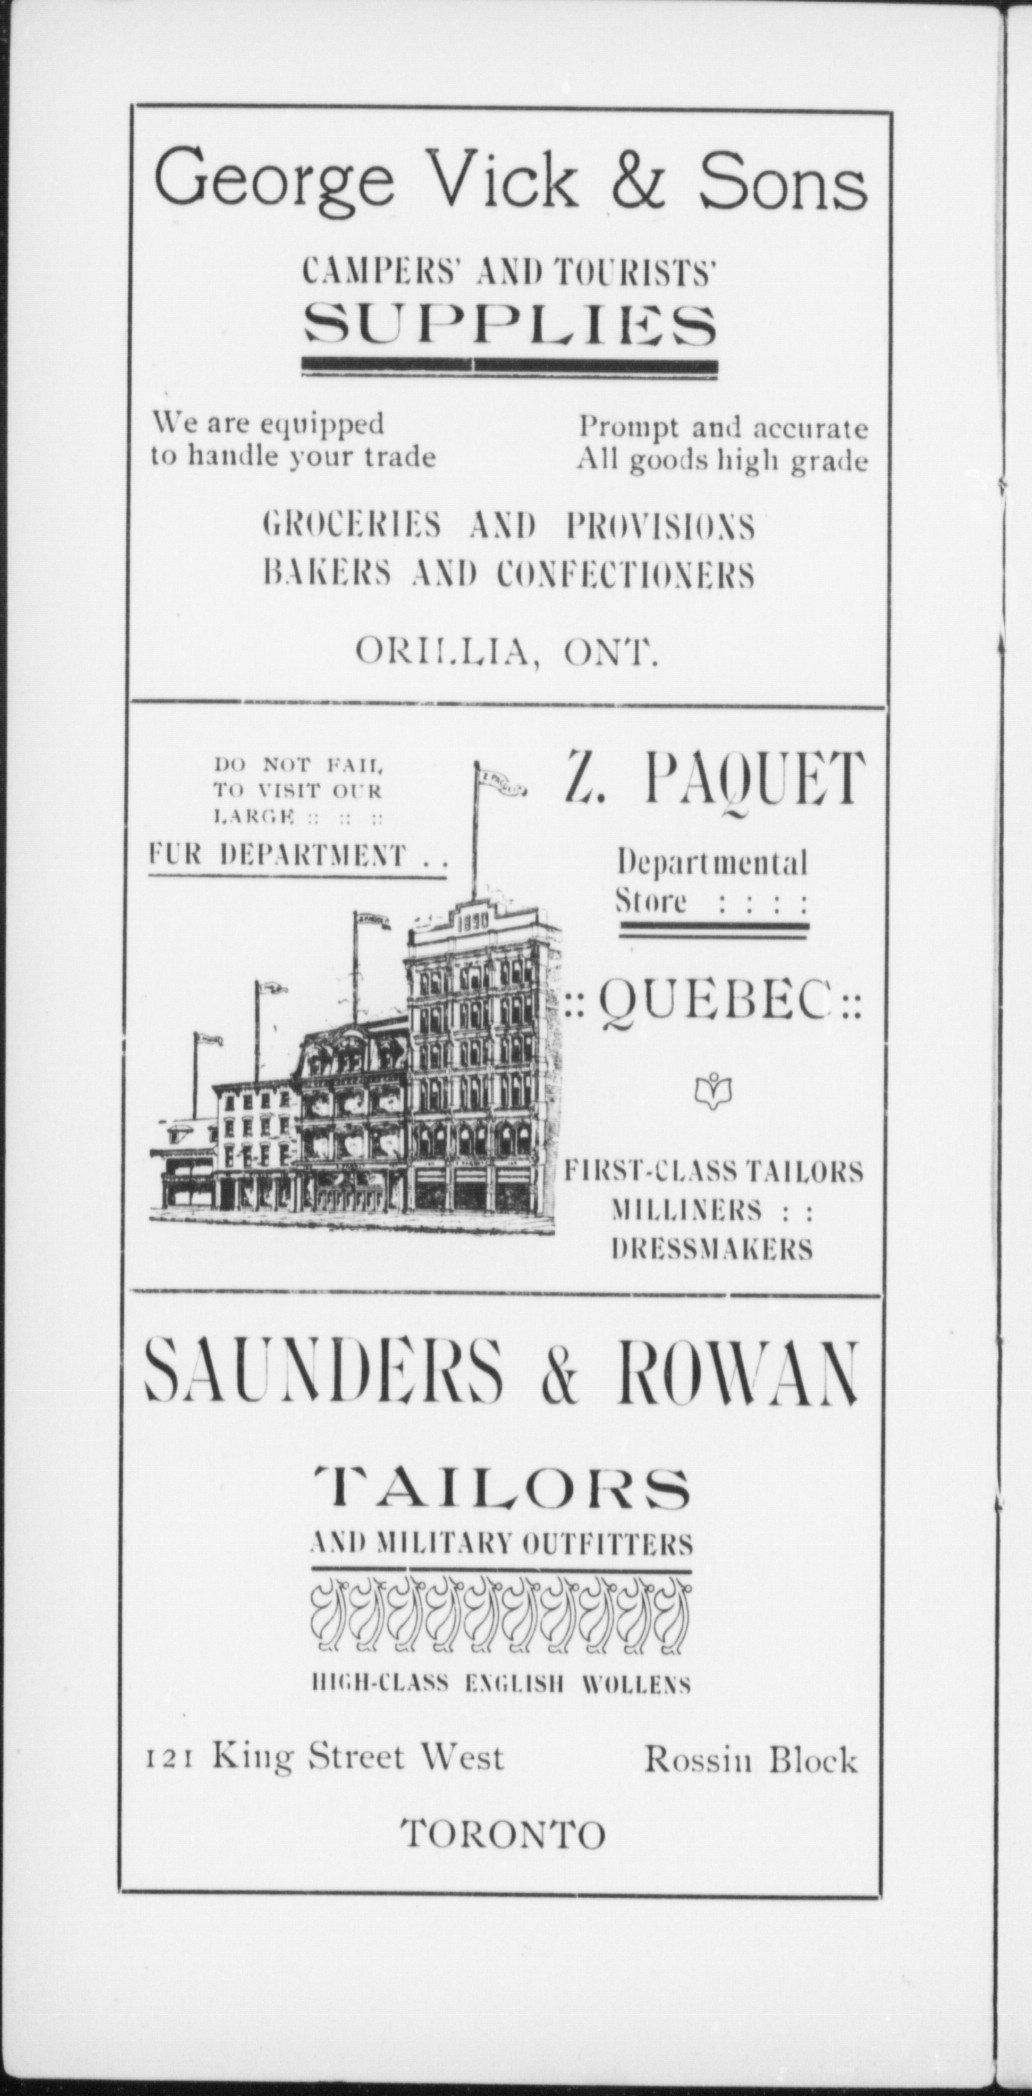 George Vick & Sons
CAMPERS' AND TOURISTS'
SUPPLIES
We are equipped
to handle your trade
Prompt and accurate
All goods high grade
GROCERIES AND PROVISIONS
BAKERS AND CONFECTIONERS
ORILLIA, ONT.
DO NOT FAIL
TO VISIT OUR
LARGE :: :: ::
FUR DEPARTMENT . .
Z. PAQUET
1890
Z. PAQUET
Departmental
Store : : : :
:: QUEBEC ::
FIRST-CLASS TAILORS
MILLINERS : :
DRESSMAKERS
SAUNDERS & ROWAN
TAILORS
AND MILITARY OUTFITTERS
HIGH-CLASS ENGLISH WOLLENS
121 King Street West
Rossin Block
TORONTO